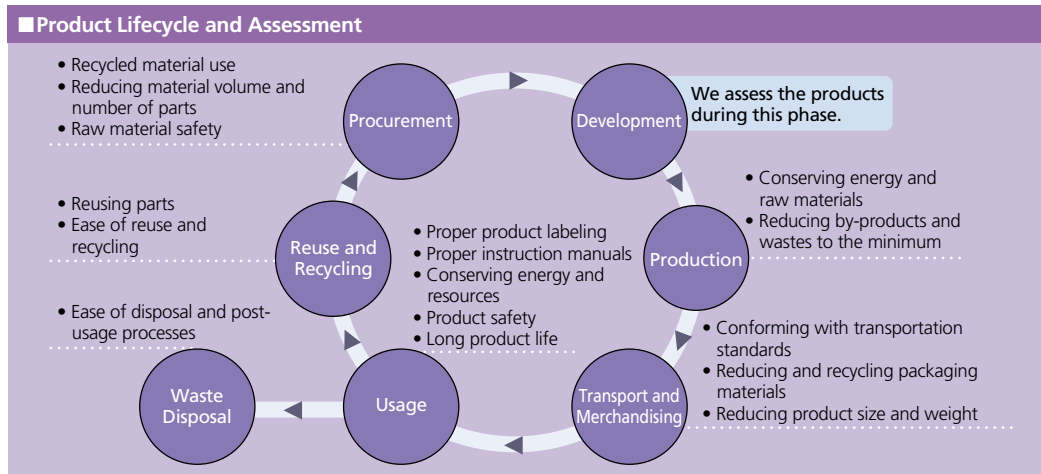 ■Product Lifecycle and Assessment
• Recycled material use
• Reducing material volume and
number of parts
• Raw material safety
Procurement
Development
We assess the products
during this phase.
• Conserving energy and
raw materials
• Reducing by-products and
wastes to the minimum
Production
• Reusing parts
• Ease of reuse and
recycling
Reuse and
Recycling
• Proper product labeling
• Proper instruction manuals
• Conserving energy and
resources
• Product safety
• Long product life
• Ease of disposal and post-
usage processes
• Conforming with transportation
standards
• Reducing and recycling packaging
materials
• Reducing product size and weight
Waste
Disposal
Usage
Transport and
Merchandising